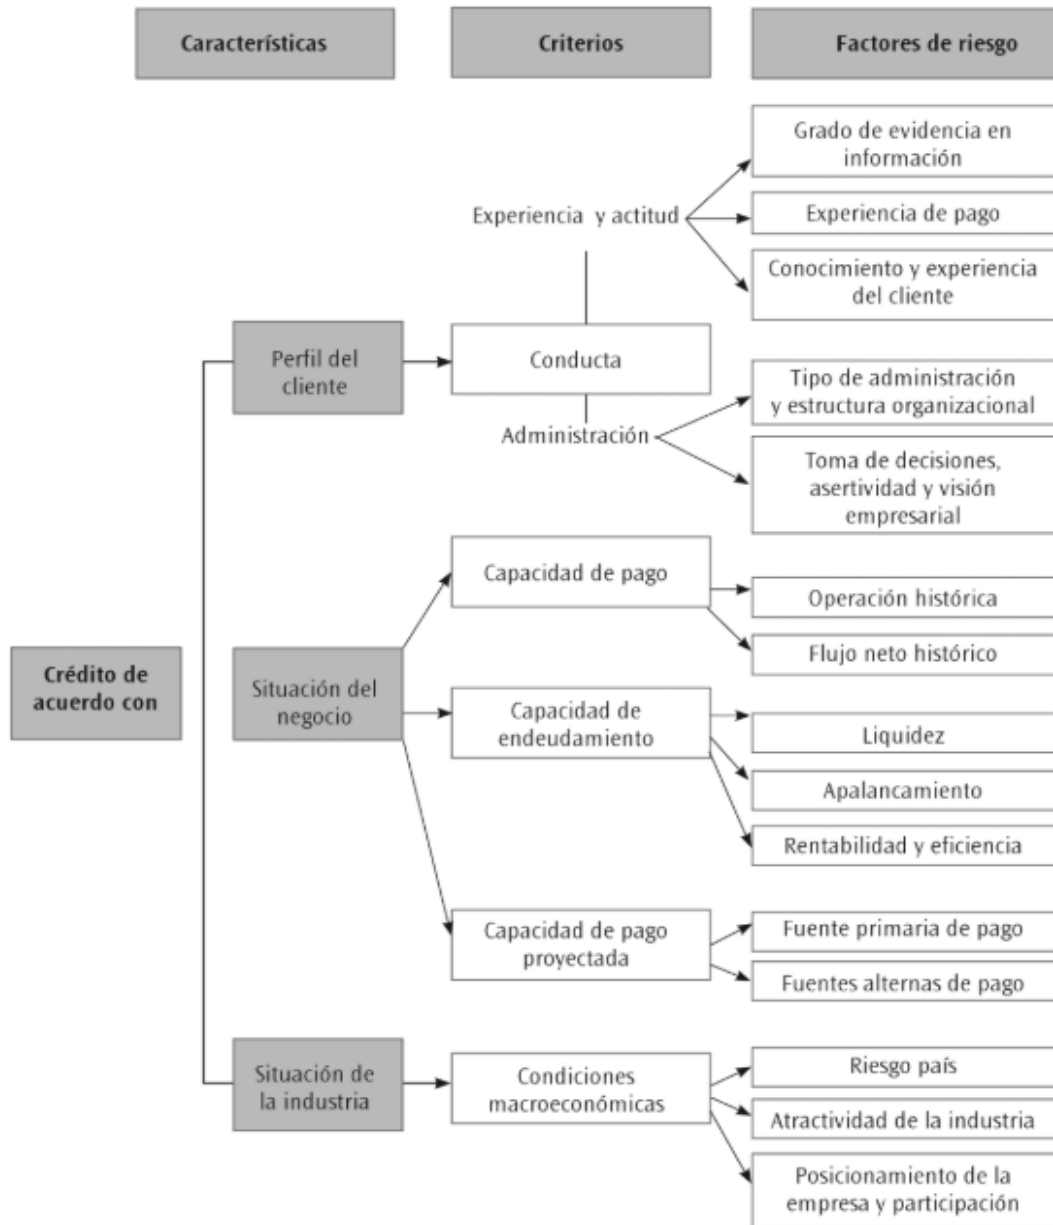 Características
Criterios
Factores de riesgo
Grado de evidencia en
información
Experiencia y actitud
Experiencia de pago
Conocimiento y experiencia
del cliente
Perfil del
cliente
Conducta
Tipo de administración
y estructura organizacional
Administración
Toma de decisiones,
asertividad y visión
empresarial
Capacidad de pago
Operación histórica
Flujo neto histórico
Crédito de
acuerdo con
Situación del
negocio
Capacidad de
endeudamiento
Liquidez
Apalancamiento
Rentabilidad y eficiencia
Capacidad de pago
proyectada
Fuente primaria de pago
Fuentes alternas de pago
Situación de
la industria
Condiciones
macroeconómicas
Riesgo país
Atractividad de la industria
Posicionamiento de la
empresa y participación